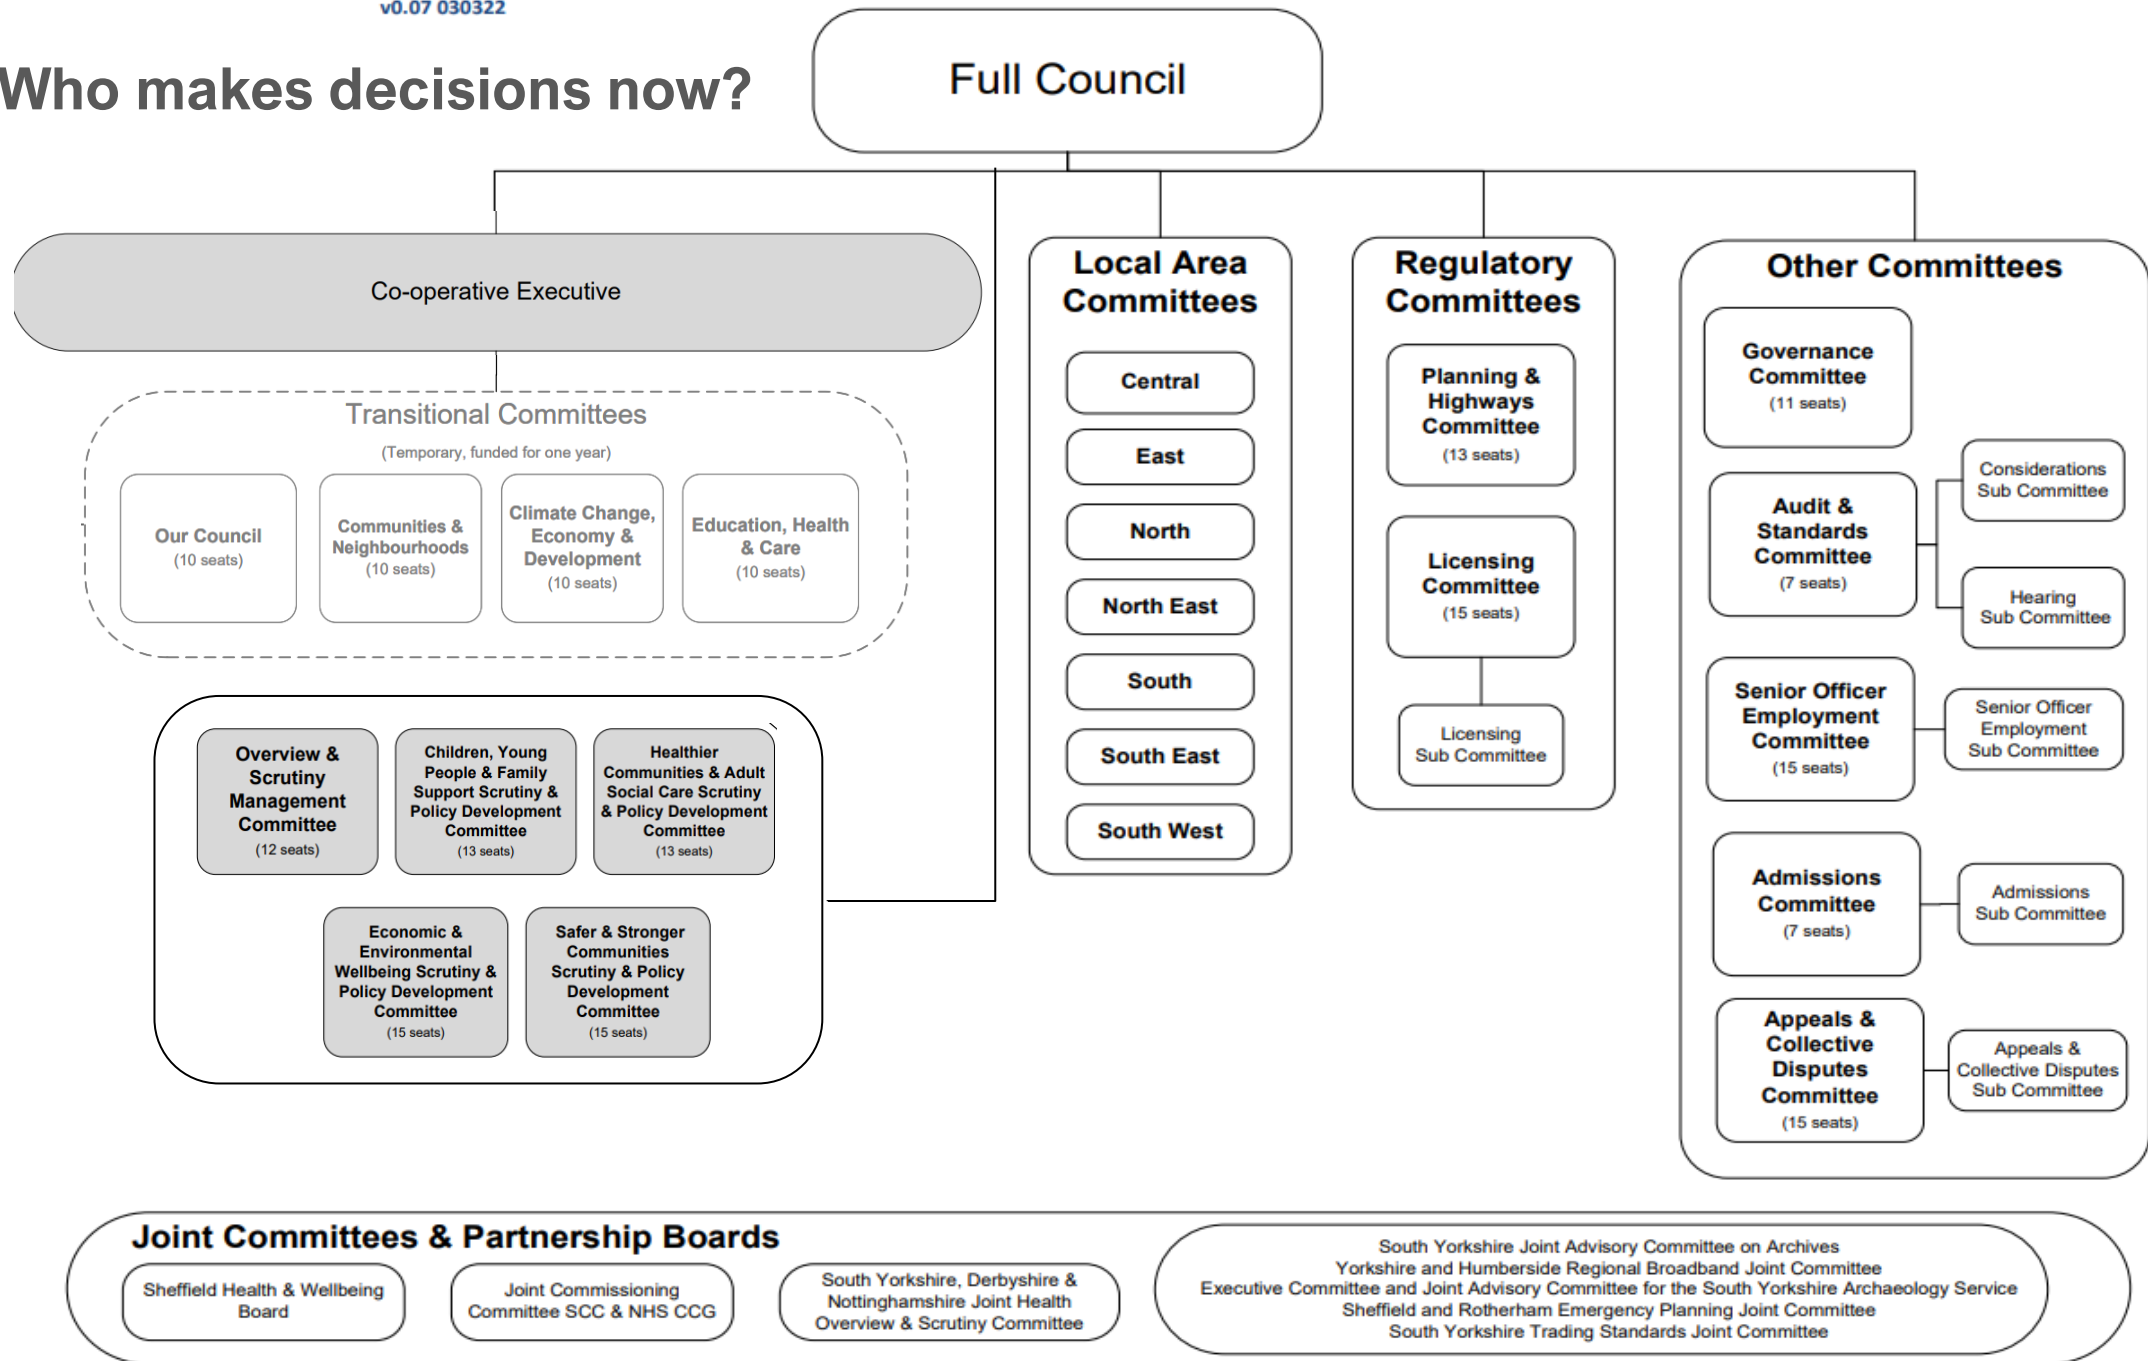 v0.07 030322
Who makes decisions now?
Full Council
Co-operative Executive
Transitional Committees
(Temporary, funded for one year)
Our Council
(10 seats)
Communities &
Neighbourhoods
(10 seats)
Climate Change,
Economy &
Development
(10 seats)
Education, Health
& Care
(10 seats)
Overview &
Scrutiny
Management
Committee
(12 seats)
Children, Young
People & Family
Support Scrutiny &
Policy Development
Committee
(13 seats)
Healthier
Communities & Adult
Social Care Scrutiny
& Policy Development
Committee
(13 seats)
Economic &
Environmental
Wellbeing Scrutiny &
Policy Development
Committee
(15 seats)
Safer & Stronger
Communities
Scrutiny & Policy
Development
Committee
(15 seats)
Local Area
Committees
Central
East
North
North East
South
South East
South West
Regulatory
Committees
Planning &
Highways
Committee
(13 seats)
Licensing
Committee
(15 seats)
Licensing
Sub Committee
Other Committees
Governance
Committee
(11 seats)
Audit &
Standards
Committee
(7 seats)
Considerations
Sub Committee
Hearing
Sub Committee
Senior Officer
Employment
Committee
(15 seats)
Senior Officer
Employment
Sub Committee
Admissions
Committee
(7 seats)
Admissions
Sub Committee
Appeals &
Collective
Disputes
Committee
(15 seats)
Appeals &
Collective Disputes
Sub Committee
Joint Committees & Partnership Boards
Sheffield Health & Wellbeing
Board
Joint Commissioning
Committee SCC & NHS CCG
South Yorkshire, Derbyshire &
Nottinghamshire Joint Health
Overview & Scrutiny Committee
South Yorkshire Joint Advisory Committee on Archives
Yorkshire and Humberside Regional Broadband Joint Committee
Executive Committee and Joint Advisory Committee for the South Yorkshire Archaeology Service
Sheffield and Rotherham Emergency Planning Joint Committee
South Yorkshire Trading Standards Joint Committee